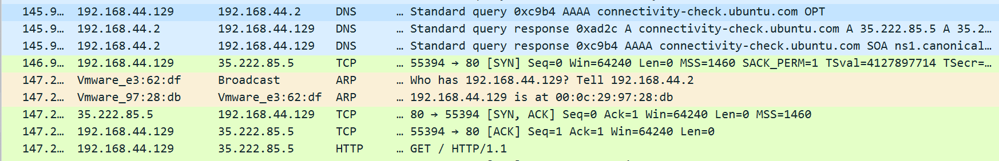 145.9… 192.168.44.129 192.168.44.2 DNS … Standard query 0xc9b4 AAAA connectivity-check.ubuntu.com OPT
145.9… 192.168.44.2 192.168.44.129 DNS … Standard query response 0xad2c A connectivity-check.ubuntu.com A 35.222.85.5 A 35.2…
145.9… 192.168.44.2 192.168.44.129 DNS … Standard query response 0xc9b4 AAAA connectivity-check.ubuntu.com SOA ns1.canonical…
146.9… 192.168.44.129 35.222.85.5 TCP … 55394 → 80 [SYN] Seq=0 Win=64240 Len=0 MSS=1460 SACK_PERM=1 TSval=4127897714 TSecr=…
147.2… Vmware_e3:62:df Broadcast ARP … Who has 192.168.44.129? Tell 192.168.44.2
147.2… Vmware_97:28:db Vmware_e3:62:df ARP … 192.168.44.129 is at 00:0c:29:97:28:db
147.2… 35.222.85.5 192.168.44.129 TCP … 80 → 55394 [SYN, ACK] Seq=0 Ack=1 Win=64240 Len=0 MSS=1460
147.2… 192.168.44.129 35.222.85.5 TCP … 55394 → 80 [ACK] Seq=1 Ack=1 Win=64240 Len=0
147.2… 192.168.44.129 35.222.85.5 HTTP … GET / HTTP/1.1